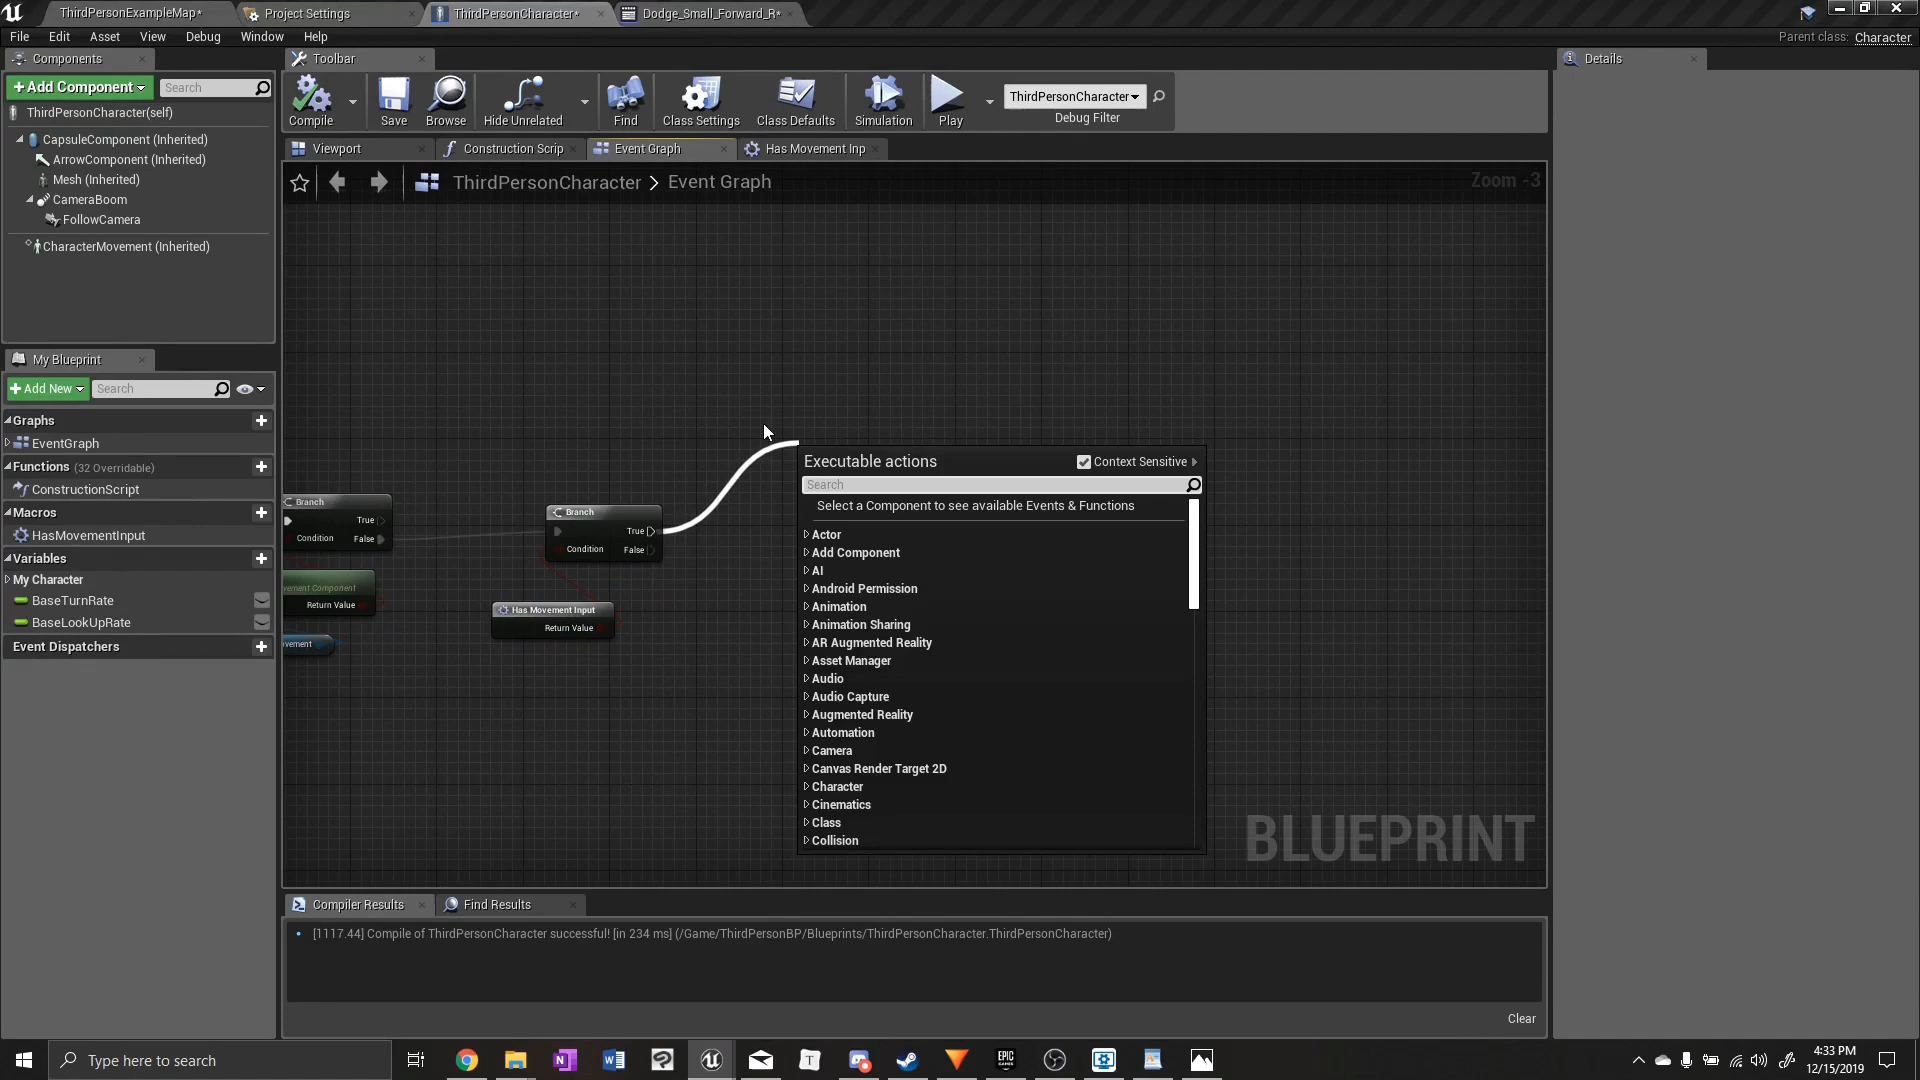 ThirdPersonExampleMap*
Project Settings
ThirdPersonCharacter*
Dodge_Small_Forward_R*
File Edit Asset View Debug Window Help
Parent class: Character
Components
Toolbar
Details
+Add Component
Search
ThirdPersonCharacter(self)
CapsuleComponent (Inherited)
ArrowComponent (Inherited)
Mesh (Inherited)
CameraBoom
FollowCamera
CharacterMovement (Inherited)
Compile
Save
Browse
Hide Unrelated
Find
Class Settings
Class Defaults
Simulation
Play
ThirdPersonCharacter
Debug Filter
Viewport
Construction Scrip
Event Graph
Has Movement Inp
ThirdPersonCharacter > Event Graph
Zoom -3
My Blueprint
+Add New
Search
Graphs
EventGraph
Functions (32 Overridable)
ConstructionScript
Macros
HasMovementInput
Variables
My Character
BaseTurnRate
BaseLookUpRate
Event Dispatchers
Branch
True
Condition
False
vement Component
Return Value
vement
Branch
True
Condition
False
Has Movement Input
Return Value
Executable actions
Context Sensitive
Search
Select a Component to see available Events & Functions
Actor
Add Component
AI
Android Permission
Animation
Animation Sharing
AR Augmented Reality
Asset Manager
Audio
Audio Capture
Augmented Reality
Automation
Camera
Canvas Render Target 2D
Character
Cinematics
Class
Collision
BLUEPRINT
Compiler Results
Find Results
[1117.44] Compile of ThirdPersonCharacter successful! [in 234 ms] (/Game/ThirdPersonBP/Blueprints/ThirdPersonCharacter.ThirdPersonCharacter)
Clear
Type here to search
EPIC GAMES
4:33 PM
12/15/2019